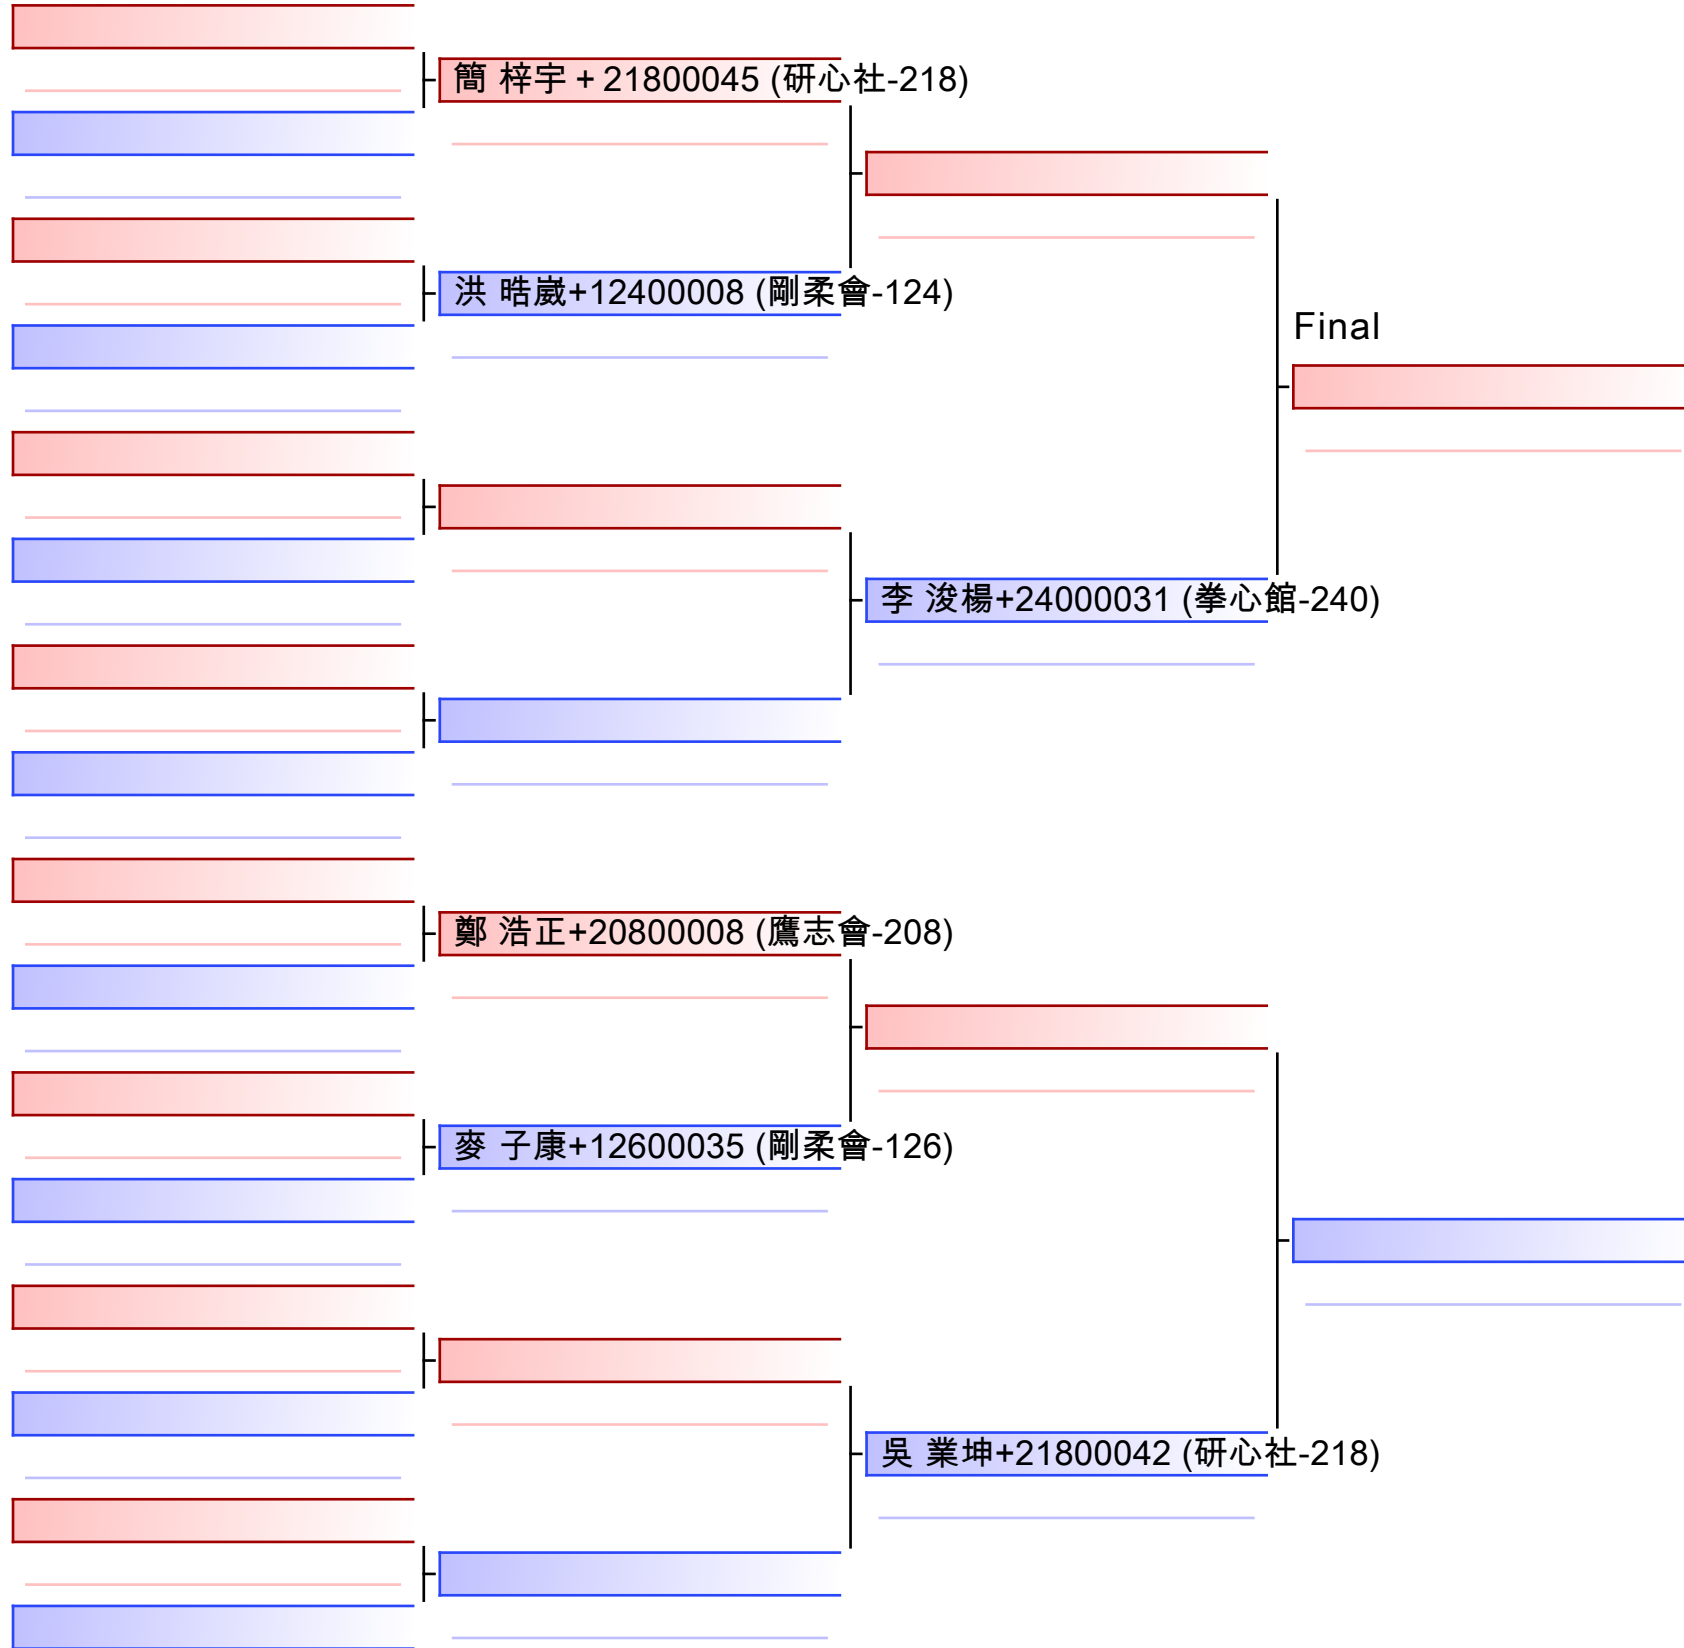 簡 梓宇 + 21800045 (研心社-218)
洪 晧崴+12400008 (剛柔會-124)
Final
李 浚楊+24000031 (拳心館-240)
鄭 浩正+20800008 (鷹志會-208)
麥 子康+12600035 (剛柔會-126)
吳 業坤+21800042 (研心社-218)